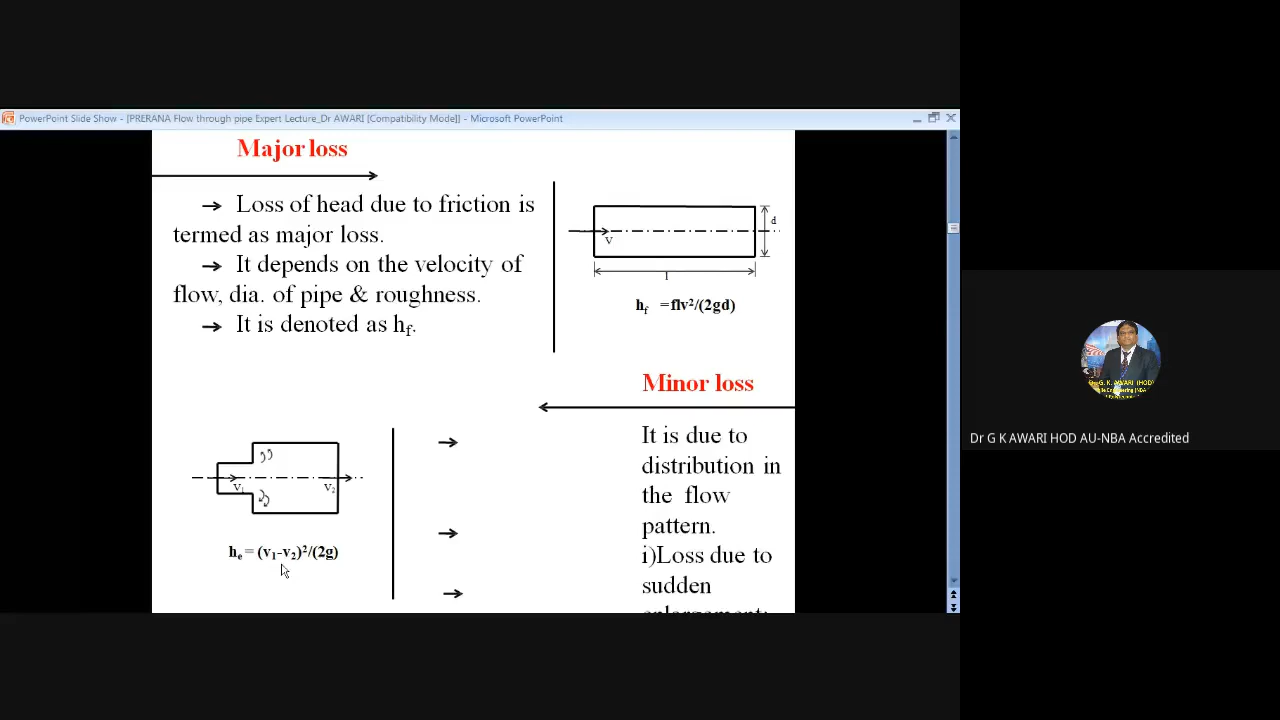 PowerPoint Slide Show - [PRERANA Flow through pipe Expert Lecture_Dr AWARI [Compatibility Mode]] - Microsoft PowerPoint
Major loss
→ Loss of head due to friction is
termed as major loss.
→ It depends on the velocity of
flow, dia. of pipe & roughness.
→ It is denoted as hf.
V
d
l
hf =flv²/(2gd)
Minor loss
V1
V2
he = (v1-v2)²/(2g)
It is due to
distribution in
the flow
pattern.
i)Loss due to
sudden
enlargement:
Dr G K AWARI HOD AU-NBA Accredited